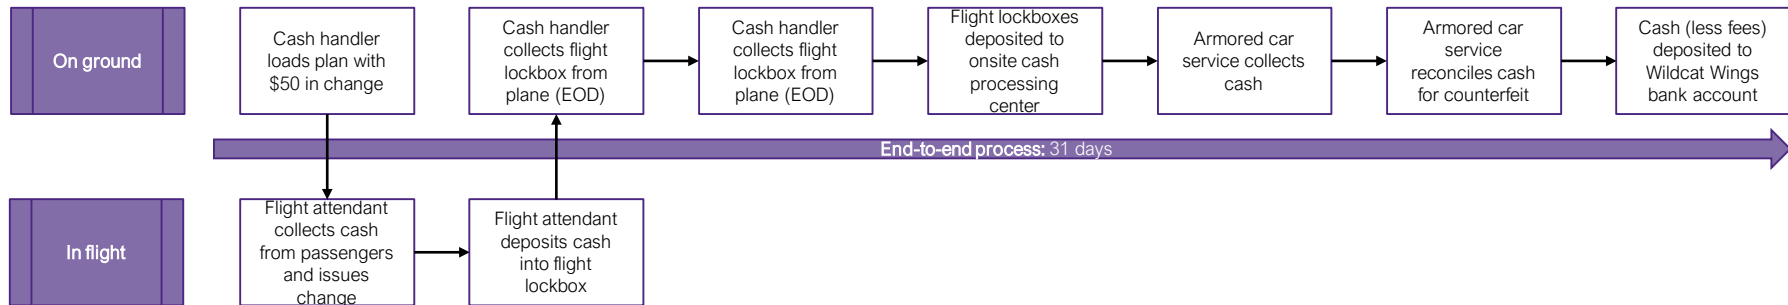 On ground
Cash handler
loads plan with
$50 in change
Cash handler
collects flight
lockbox from
plane (EOD)
Cash handler
collects flight
lockbox from
plane (EOD)
Flight lockboxes
deposited to
onsite cash
processing
center
Armored car
service collects
cash
Armored car
service
reconciles cash
for counterfeit
Cash (less fees)
deposited to
Wildcat Wings
bank account
End-to-end process: 31 days
In flight
Flight attendant
collects cash
from passengers
and issues
change
Flight attendant
deposits cash
into flight
lockbox